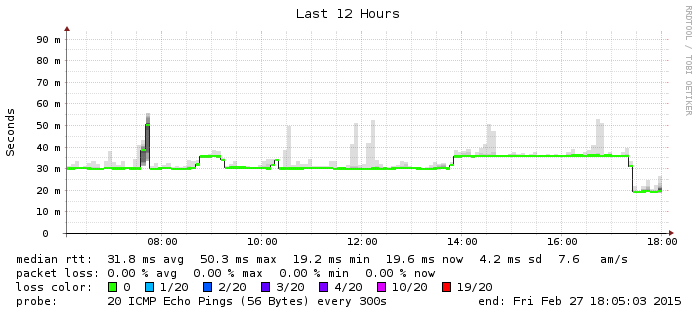 Last 12 Hours
RRDTOOL / TOBI OETIKER
Seconds
90 m
80 m
70 m
60 m
50 m
40 m
30 m
20 m
10 m
0
08:00 10:00 12:00 14:00 16:00 18:00
median rtt: 31.8 ms avg 50.3 ms max 19.2 ms min 19.6 ms now 4.2 ms sd 7.6 am/s
packet loss: 0.00 % avg 0.00 % max 0.00 % min 0.00 % now
loss color: 0 1/20 2/20 3/20 4/20 10/20 19/20
probe: 20 ICMP Echo Pings (56 Bytes) every 300s end: Fri Feb 27 18:05:03 2015